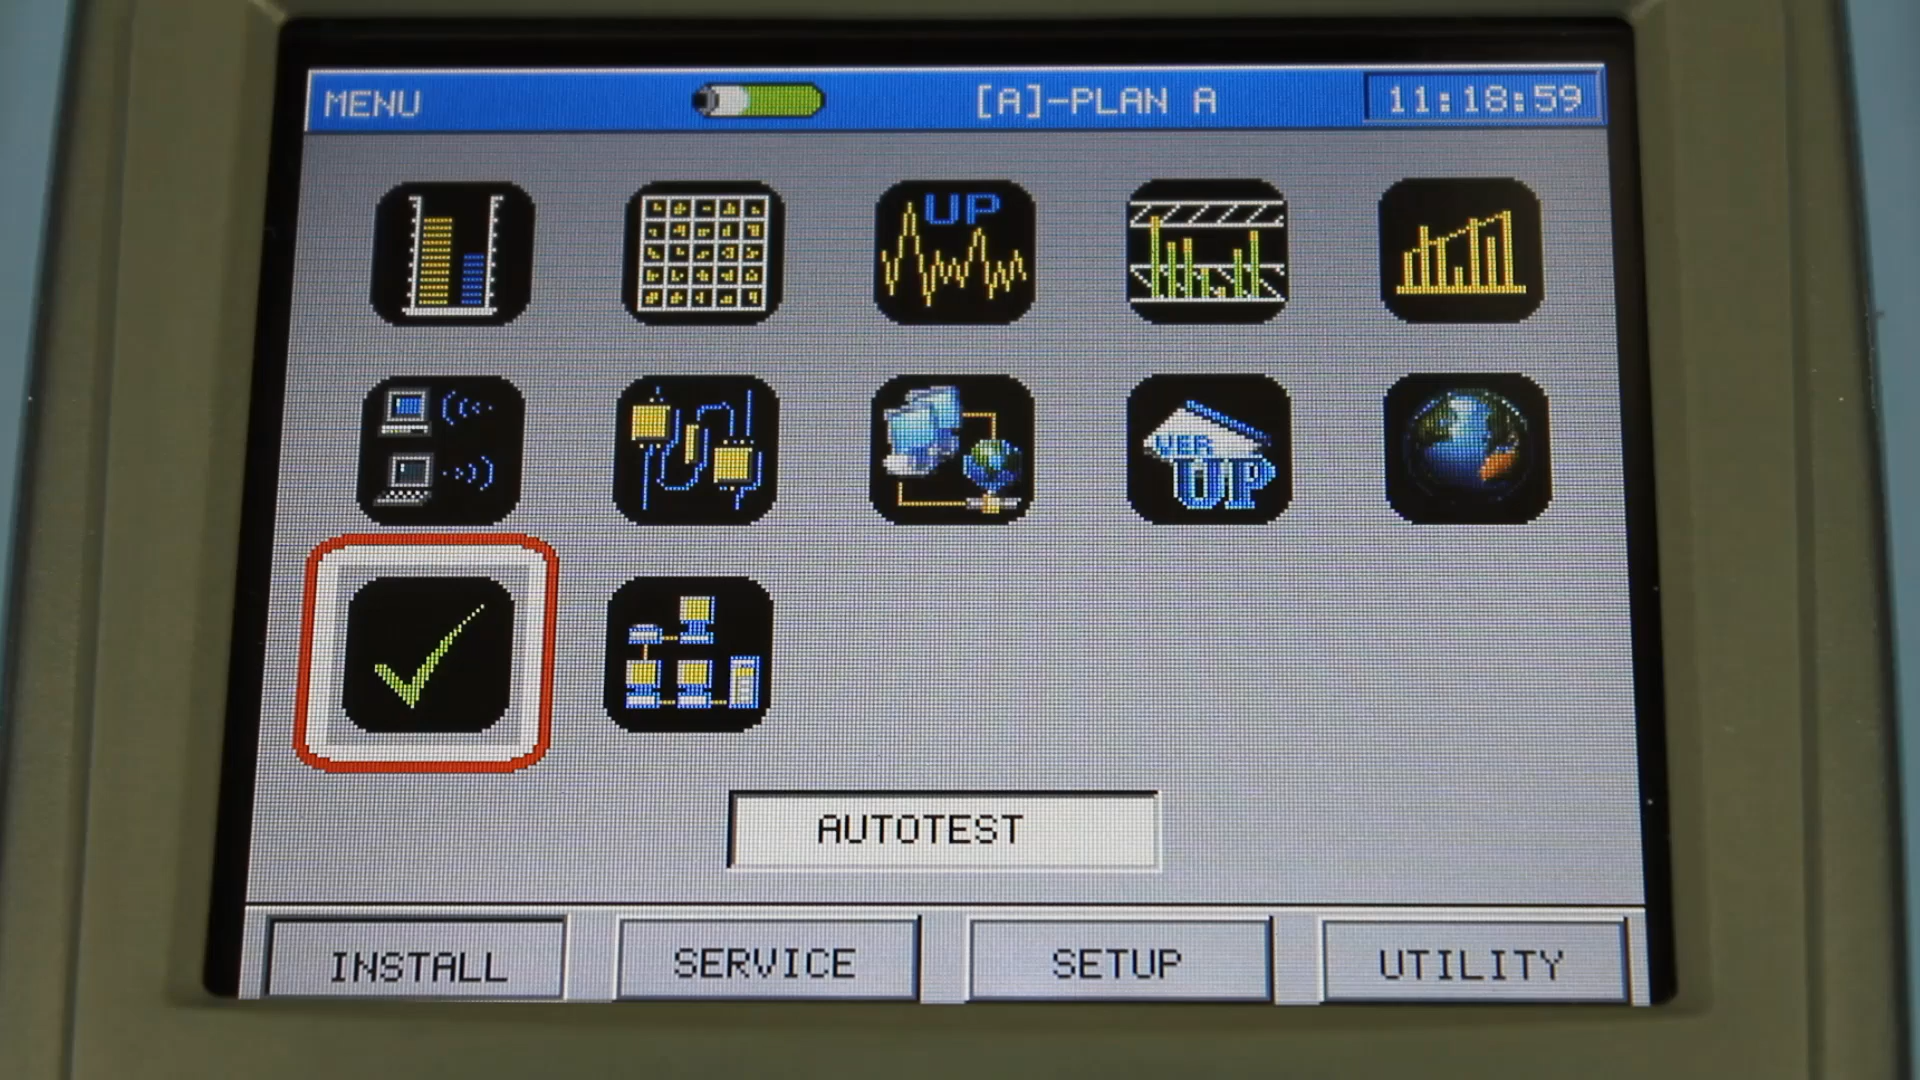 MENU [A]-PLAN A 11:18:59
UP
VER
UP
AUTOTEST
INSTALL SERVICE SETUP UTILITY